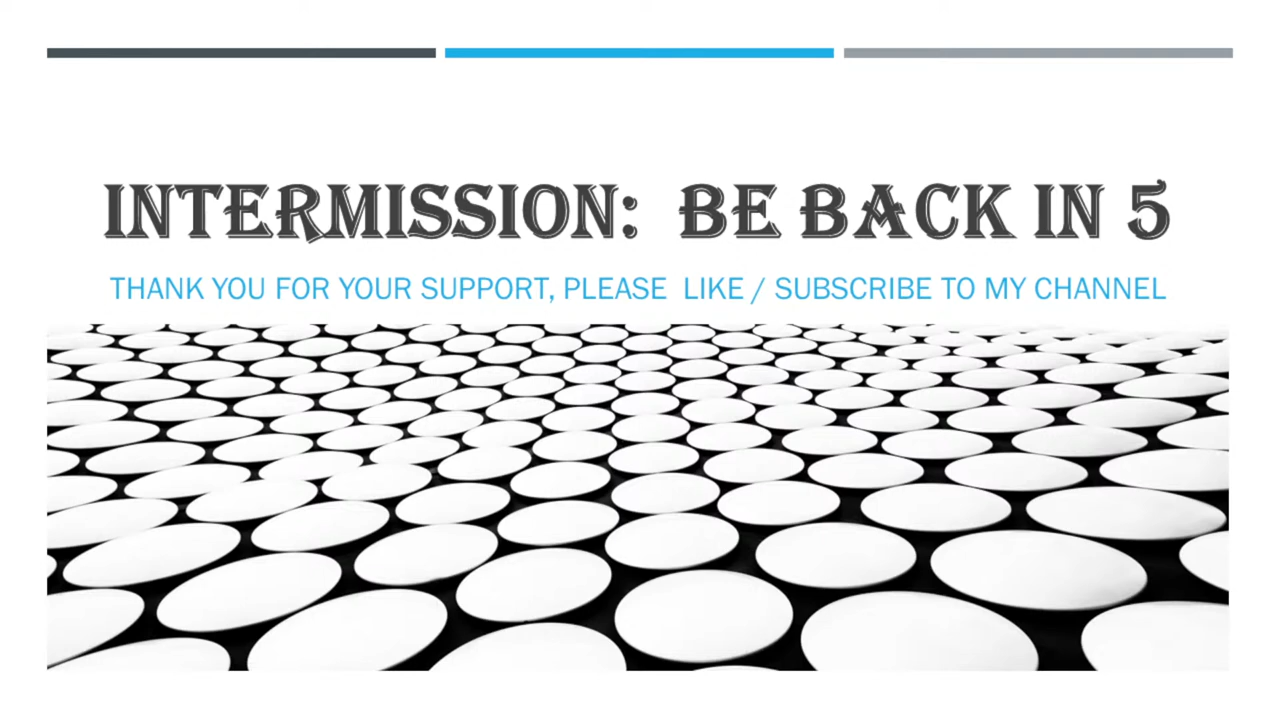 INTERMISSION:  BE BACK IN 5
THANK YOU FOR YOUR SUPPORT, PLEASE  LIKE / SUBSCRIBE TO MY CHANNEL